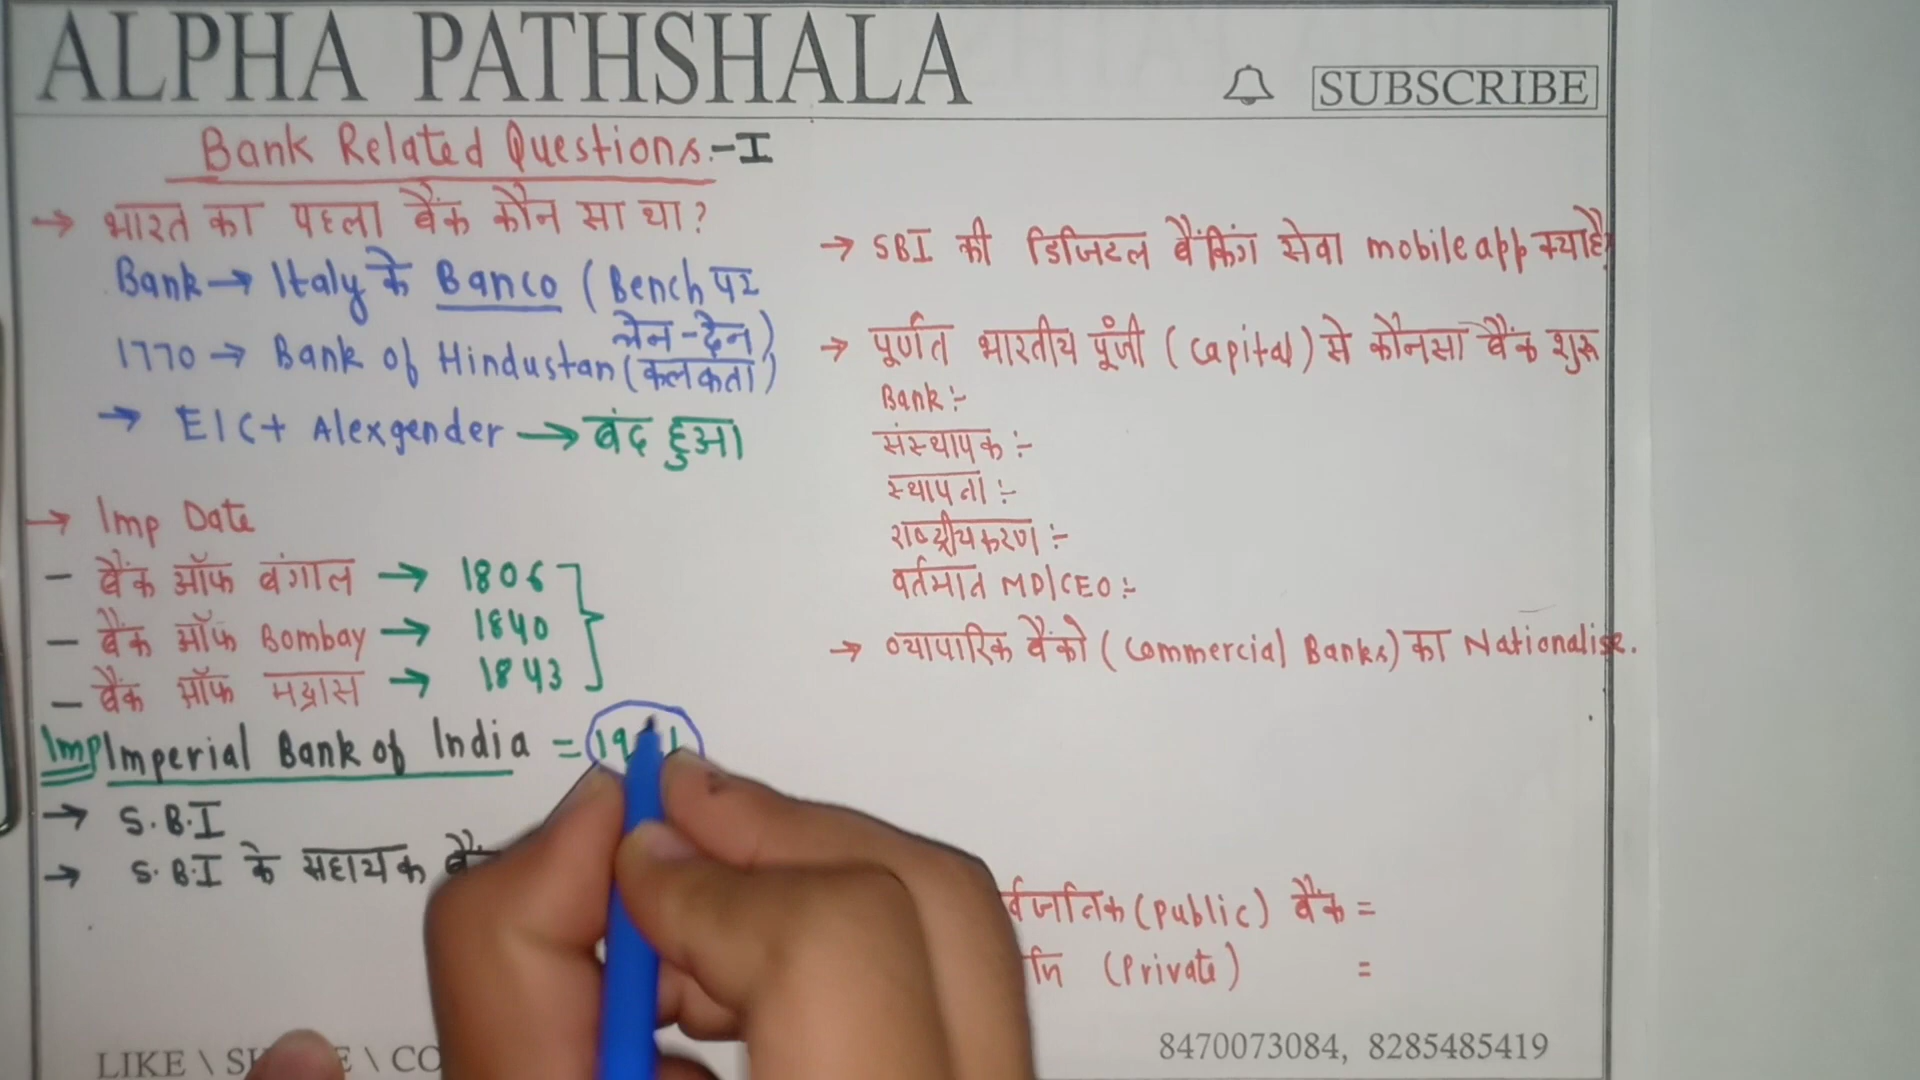 ALPHA PATHSHALA
SUBSCRIBE
Bank Related Questions.-I
→ भारत का पहला बैंक कौन सा था?
Bank → Italy के Banco (Bench पर लेन-देन)
1770 → Bank of Hindustan (कलकता)
→ EIC+ Alexgender → बंद हुआ
→ Imp Date
- बैंक ऑफ बंगाल → 1806
- बैंक ऑफ Bombay → 1840
- बैंक ऑफ मद्रास → 1843
Imp Imperial Bank of India =
→ S.B.I
→ S.B.I के सहायक
→ SBI की डिजिटल बैंकिंग सेवा mobile app क्या है?
→ पूर्णत भारतीय पूंजी (Capital) से कौनसा बैंक शुरू
Bank :-
संस्थापक :-
स्थापना :-
राष्ट्रीयकरण :-
वर्तमान MD/CEO :-
→ व्यापारिक बैंको (Commercial Banks) का Nationalise.
(Public) बैंक =
(Private) =
LIKE \
8470073084, 8285485419